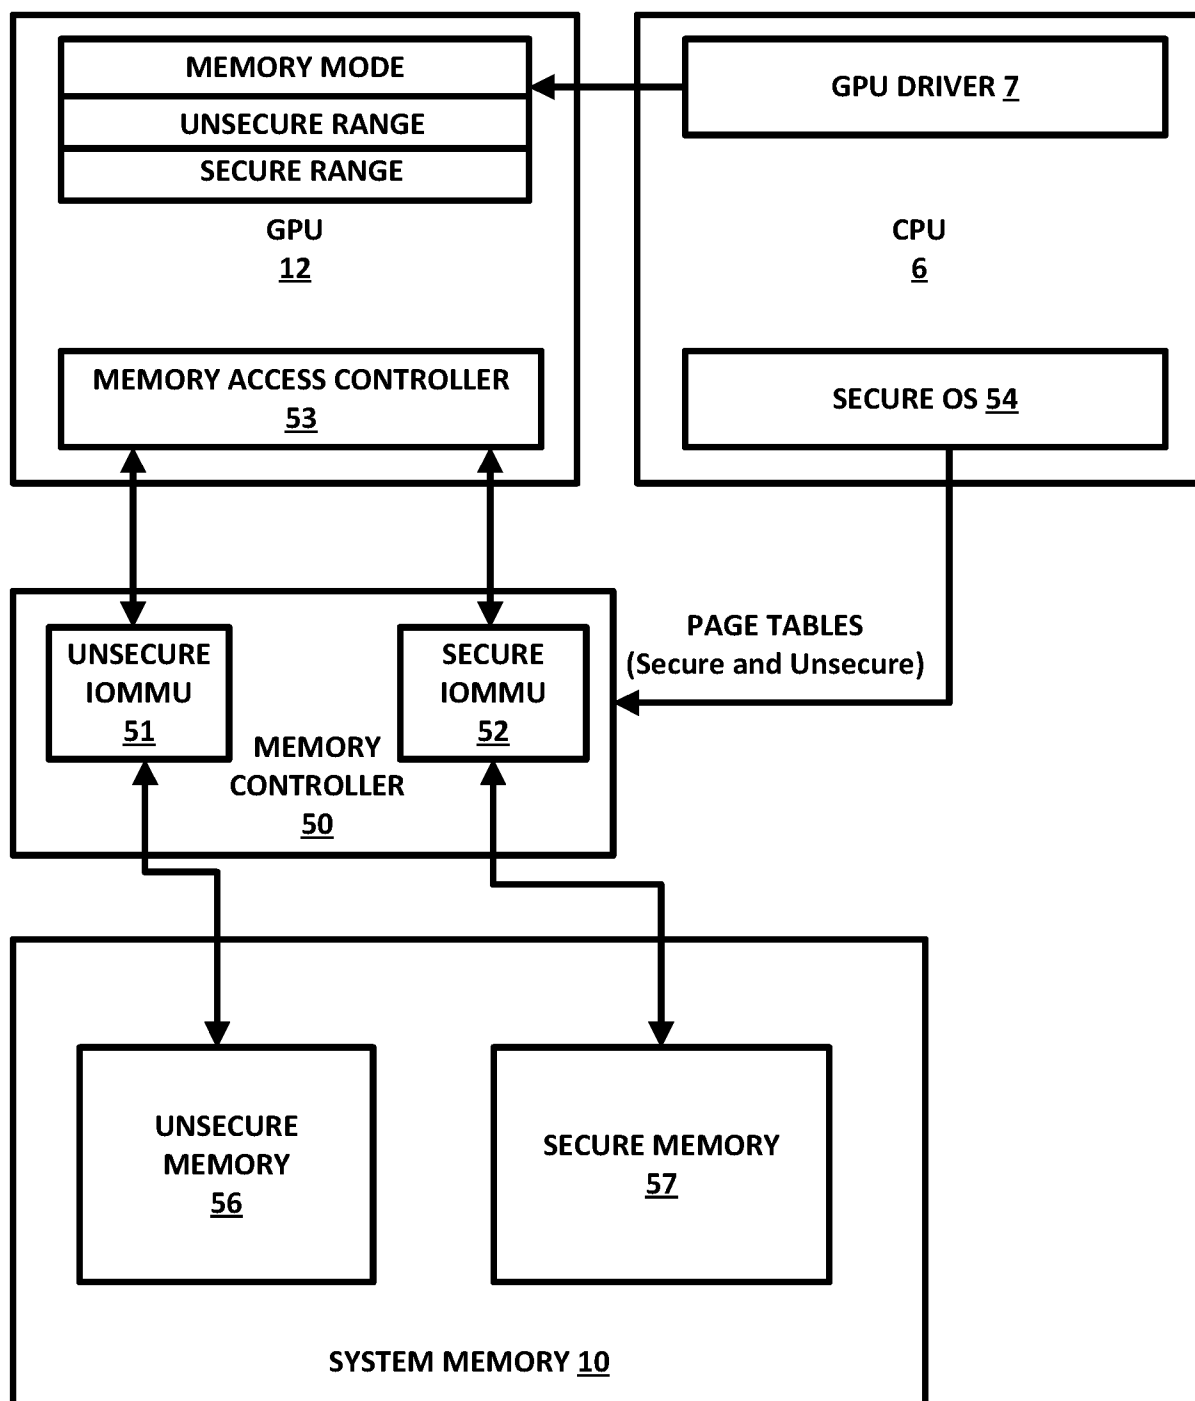 MEMORY MODE
UNSECURE RANGE
SECURE RANGE
GPU
12
MEMORY ACCESS CONTROLLER
53
GPU DRIVER 7
CPU
6
SECURE OS 54
UNSECURE
IOMMU
51
SECURE
IOMMU
52
MEMORY
CONTROLLER
50
PAGE TABLES
(Secure and Unsecure)
UNSECURE
MEMORY
56
SECURE MEMORY
57
SYSTEM MEMORY 10